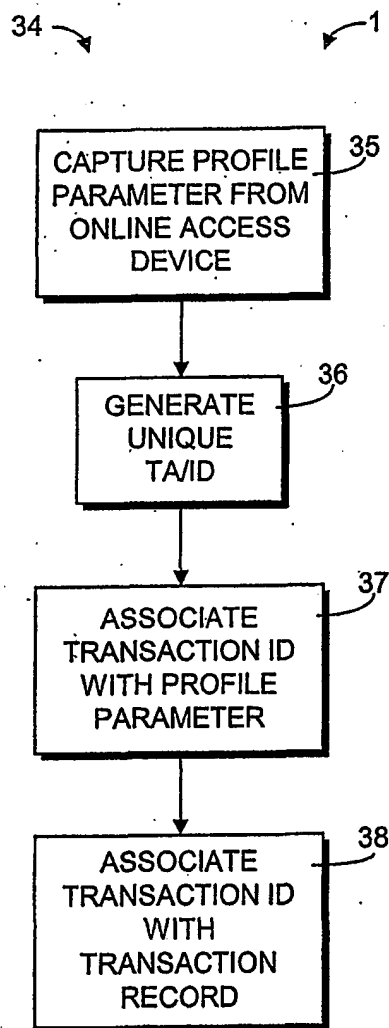 34
1
35
CAPTURE PROFILE
PARAMETER FROM
ONLINE ACCESS
DEVICE
36
GENERATE
UNIQUE
TA/ID
37
ASSOCIATE
TRANSACTION ID
WITH PROFILE
PARAMETER
38
ASSOCIATE
TRANSACTION ID
WITH
TRANSACTION
RECORD